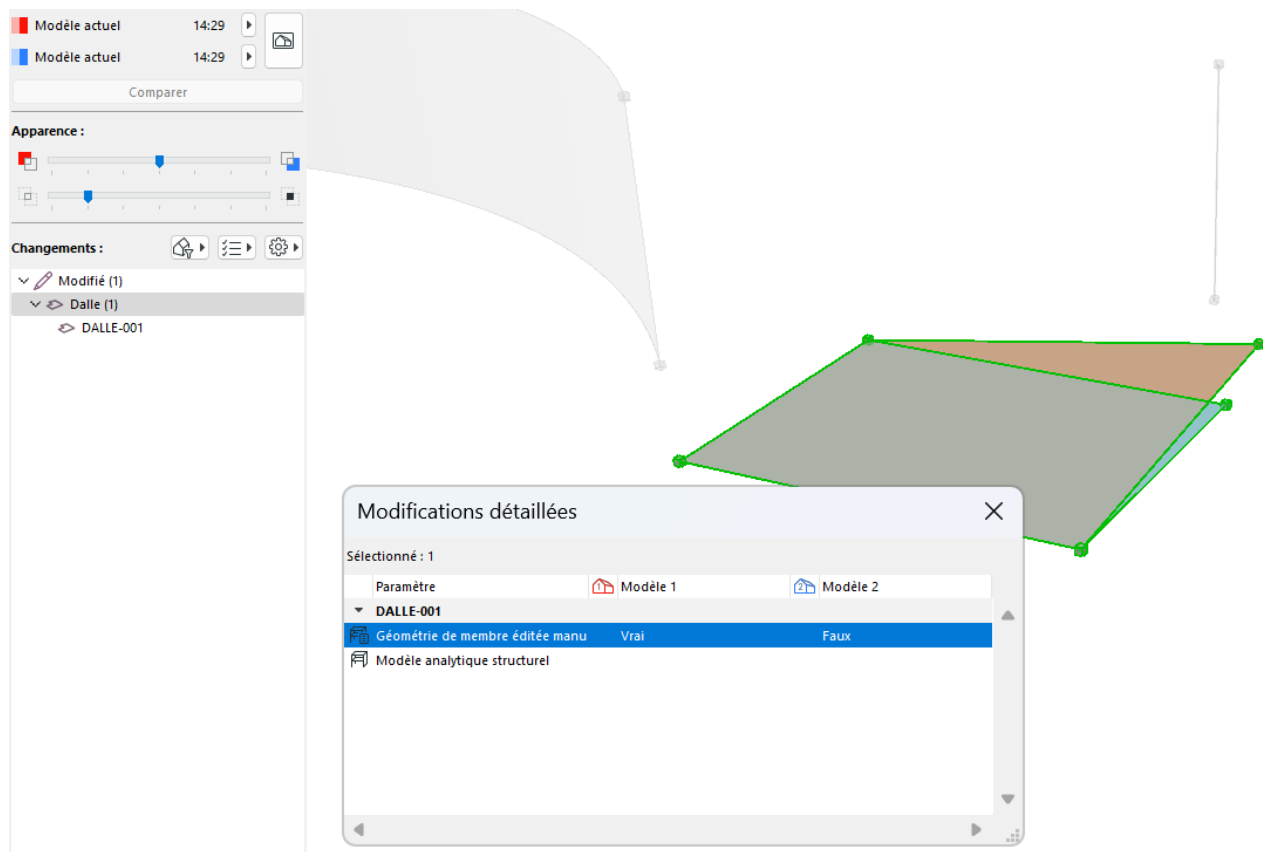 Modèle actuel 14:29
Modèle actuel 14:29
Comparer
Apparence :
Changements :
Modifié (1)
Dalle (1)
DALLE-001
Modifications détaillées
Sélectionné : 1
Paramètre 1 Modèle 1 2 Modèle 2
DALLE-001
Géométrie de membre éditée manu Vrai Faux
Modèle analytique structurel